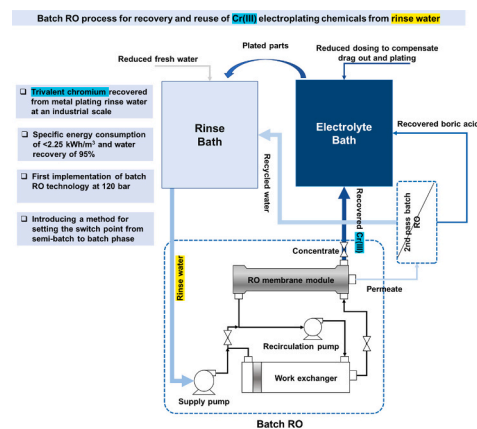 Batch RO process for recovery and reuse of Cr(III) electroplating chemicals from rinse water
Plated parts
Reduced fresh water
Reduced dosing to compensate
drag out and plating
❑ Trivalent chromium recovered
from metal plating rinse water
at an industrial scale
❑ Specific energy consumption
of <2.25 kWh/m³ and water
recovery of 95%
❑ First implementation of batch
RO technology at 120 bar
❑ Introducing a method for
setting the switch point from
semi-batch to batch phase
Rinse
Bath
Electrolyte
Bath
Recovered boric acid
Recycled water
Recovered Cr(III)
2nd-pass batch
RO
Rinse water
Concentrate
RO membrane module
Permeate
Recirculation pump
Work exchanger
Supply pump
Batch RO